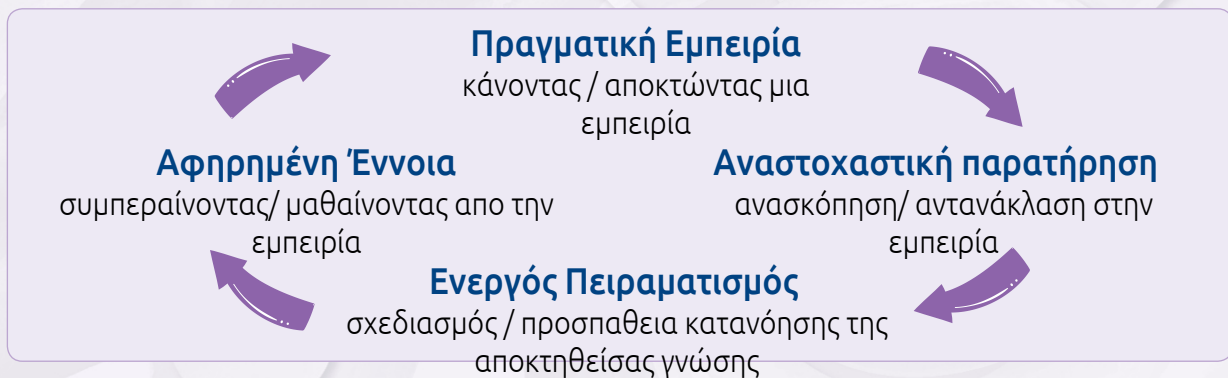 Πραγματική Εμπειρία
κάνοντας / αποκτώντας μια
εμπειρία
Αναστοχαστική παρατήρηση
ανασκόπηση/ αντανάκλαση στην
εμπειρία
Ενεργός Πειραματισμός
σχεδιασμός / προσπαθεια κατανόησης της
αποκτηθείσας γνώσης
Αφηρημένη Έννοια
συμπεραίνοντας/ μαθαίνοντας απο την
εμπειρία